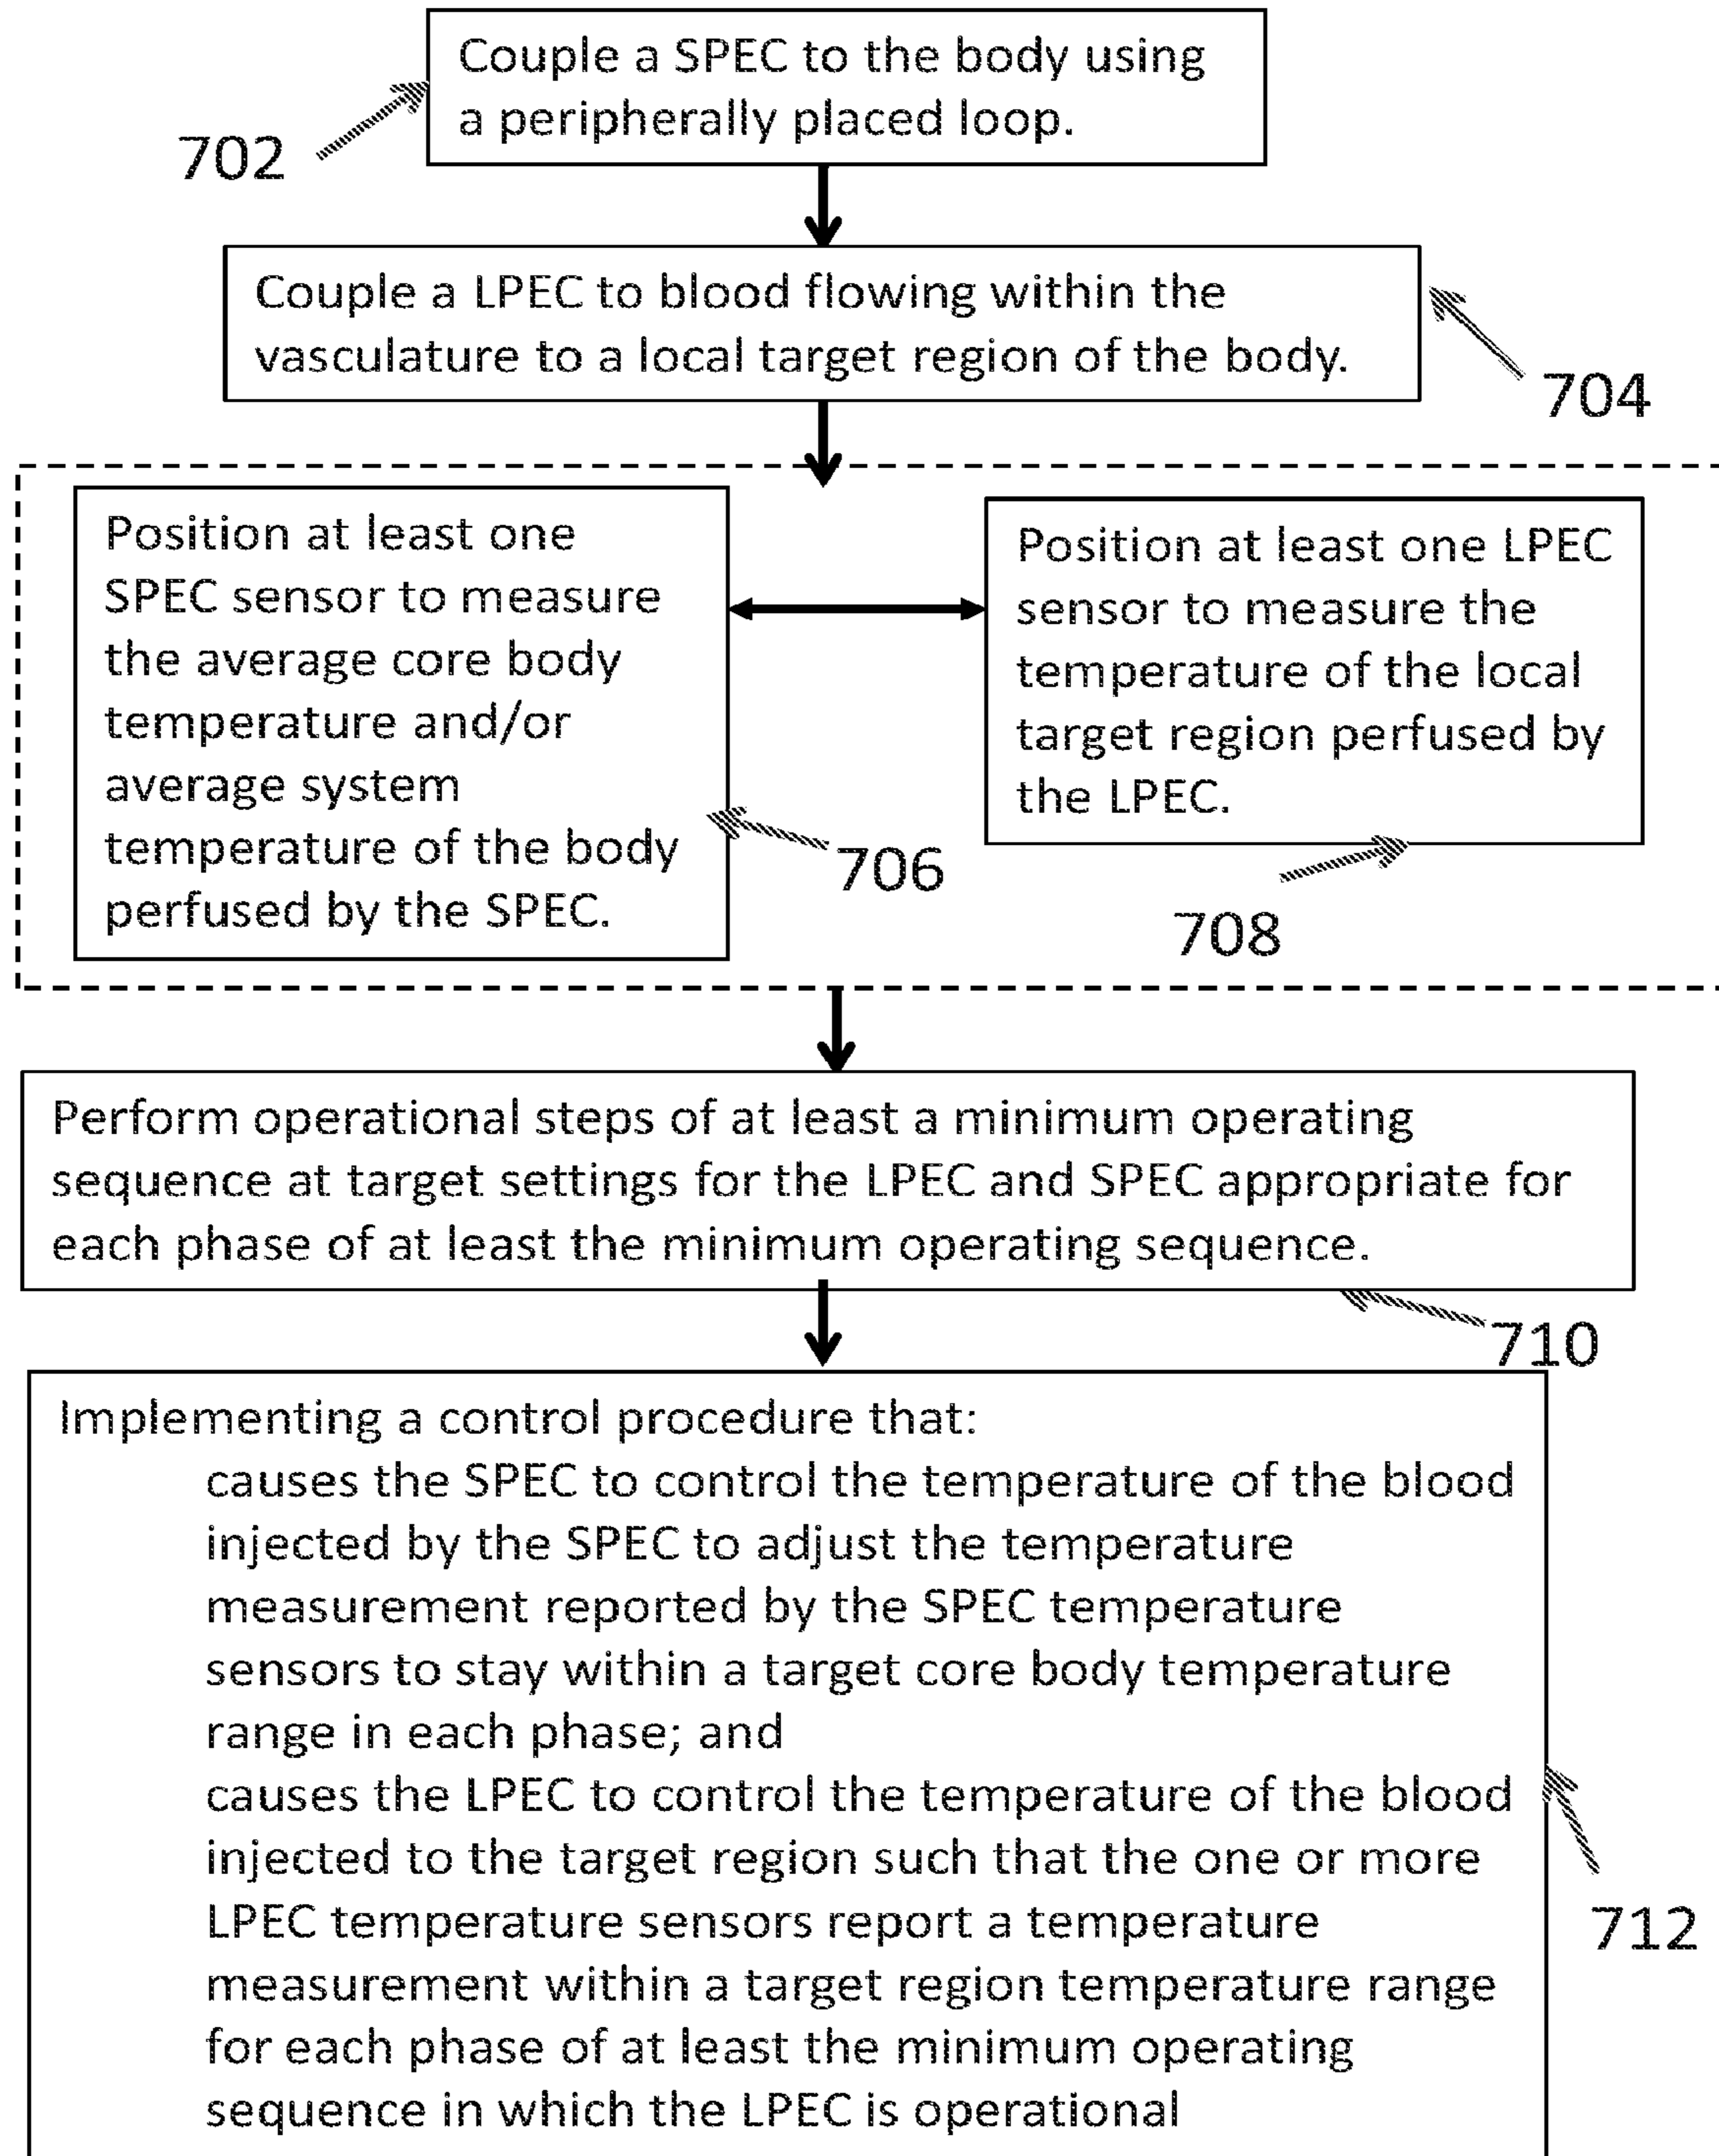 Couple a SPEC to the body using
a peripherally placed loop.
702
Couple a LPEC to blood flowing within the
vasculature to a local target region of the body.
704
Position at least one
SPEC sensor to measure
the average core body
temperature and/or
average system
temperature of the body
perfused by the SPEC.
706
Position at least one LPEC
sensor to measure the
temperature of the local
target region perfused by
the LPEC.
708
Perform operational steps of at least a minimum operating
sequence at target settings for the LPEC and SPEC appropriate for
each phase of at least the minimum operating sequence.
710
Implementing a control procedure that:
causes the SPEC to control the temperature of the blood
injected by the SPEC to adjust the temperature
measurement reported by the SPEC temperature
sensors to stay within a target core body temperature
range in each phase; and
causes the LPEC to control the temperature of the blood
injected to the target region such that the one or more
LPEC temperature sensors report a temperature
measurement within a target region temperature range
for each phase of at least the minimum operating
sequence in which the LPEC is operational
712